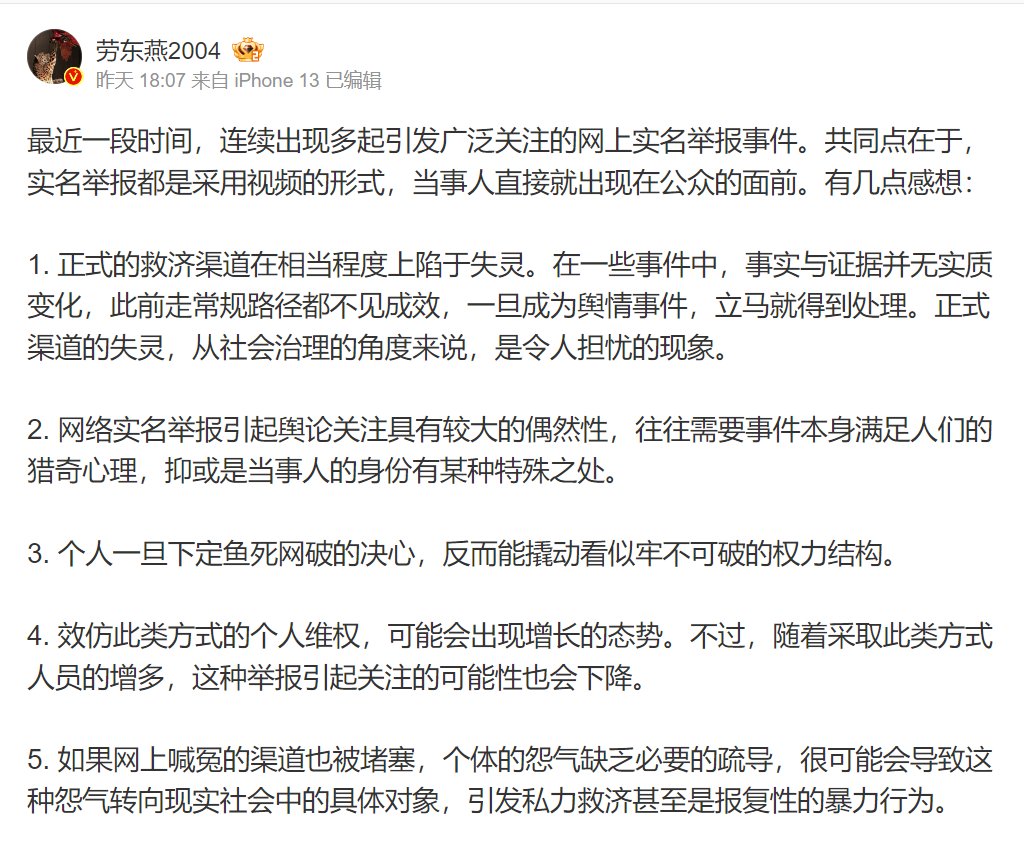 劳东燕2004
昨天 18:07 来自 iPhone 13 已编辑
最近一段时间，连续出现多起引发广泛关注的网上实名举报事件。共同点在于，
实名举报都是采用视频的形式，当事人直接就出现在公众的面前。有几点感想：
1. 正式的救济渠道在相当程度上陷于失灵。在一些事件中，事实与证据并无实质
变化，此前走常规路径都不见成效，一旦成为舆情事件，立马就得到处理。正式
渠道的失灵，从社会治理的角度来说，是令人担忧的现象。
2. 网络实名举报引起舆论关注具有较大的偶然性，往往需要事件本身满足人们的
猎奇心理，抑或是当事人的身份有某种特殊之处。
3. 个人一旦下定鱼死网破的决心，反而能撬动看似牢不可破的权力结构。
4. 效仿此类方式的个人维权，可能会出现增长的态势。不过，随着采取此类方式
人员的增多，这种举报引起关注的可能性也会下降。
5. 如果网上喊冤的渠道也被堵塞，个体的怨气缺乏必要的疏导，很可能会导致这
种怨气转向现实社会中的具体对象，引发私力救济甚至是报复性的暴力行为。